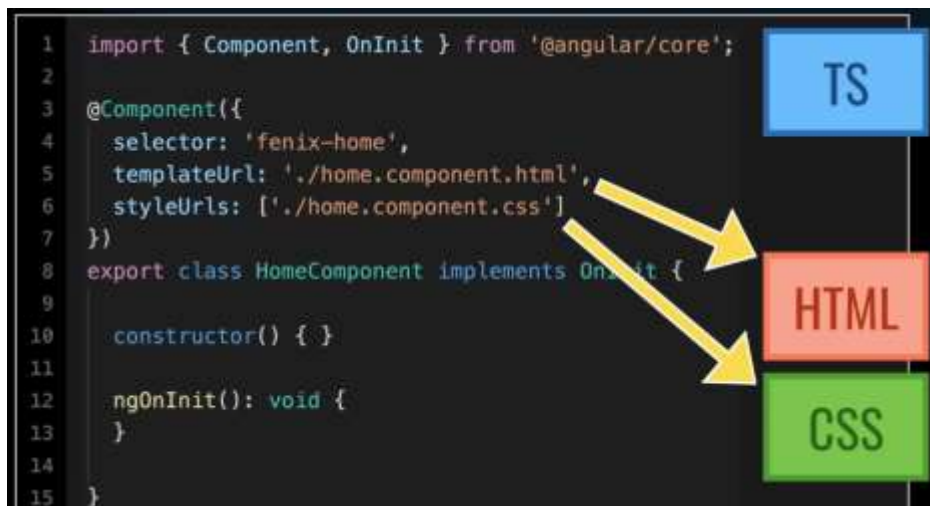 1 import { Component, OnInit } from '@angular/core';
2
3 @Component({
4 selector: 'fenix-home',
5 templateUrl: './home.component.html',
6 styleUrls: ['./home.component.css']
7 })
8 export class HomeComponent implements OnInit {
9
10 constructor() { }
11
12 ngOnInit(): void {
13 }
14
15 }
TS
HTML
CSS